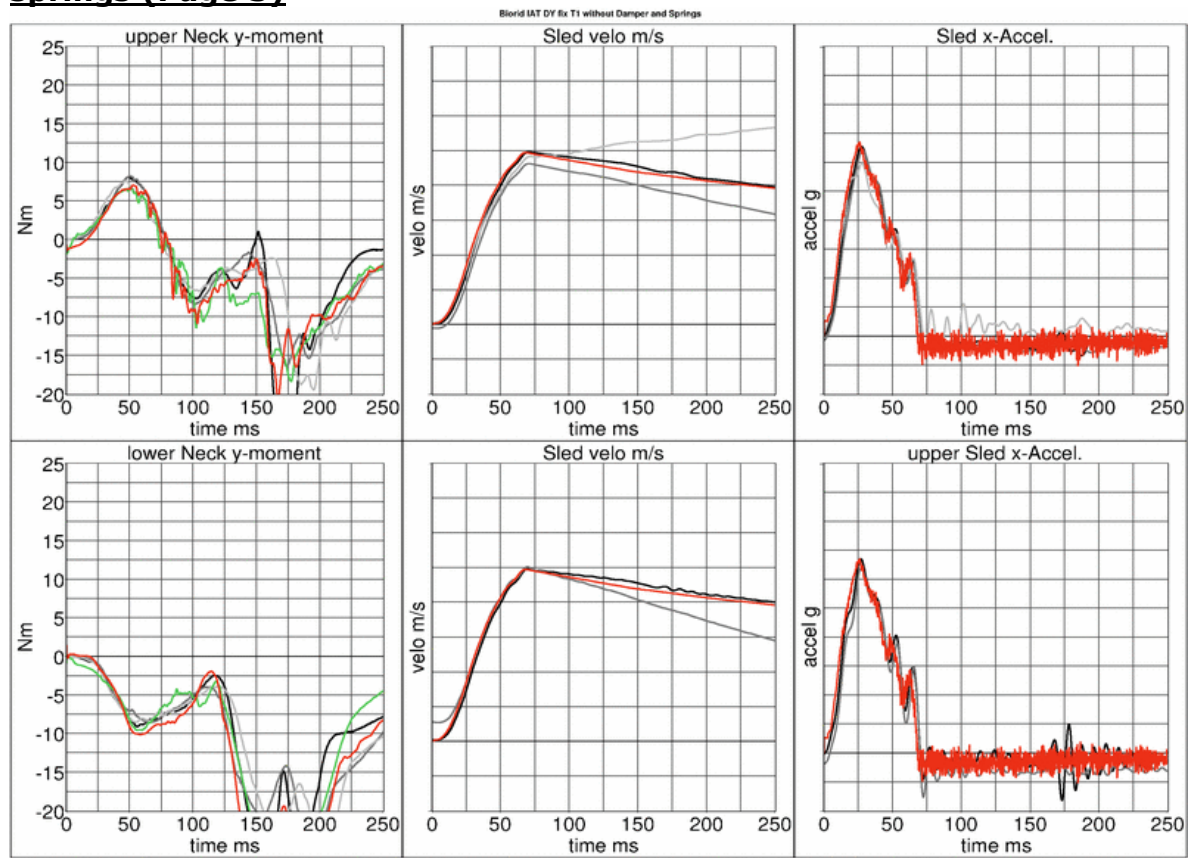 Biorid IAT DY fix T1 without Damper and Springs
upper Neck y-moment
Nm
25
20
15
10
5
0
-5
-10
-15
-20
0 50 100 150 200 250
time ms
Sled velo m/s
velo m/s
0 50 100 150 200 250
time ms
Sled x-Accel.
accel g
0 50 100 150 200 250
time ms
lower Neck y-moment
Nm
25
20
15
10
5
0
-5
-10
-15
-20
0 50 100 150 200 250
time ms
Sled velo m/s
velo m/s
0 50 100 150 200 250
time ms
upper Sled x-Accel.
accel g
0 50 100 150 200 250
time ms